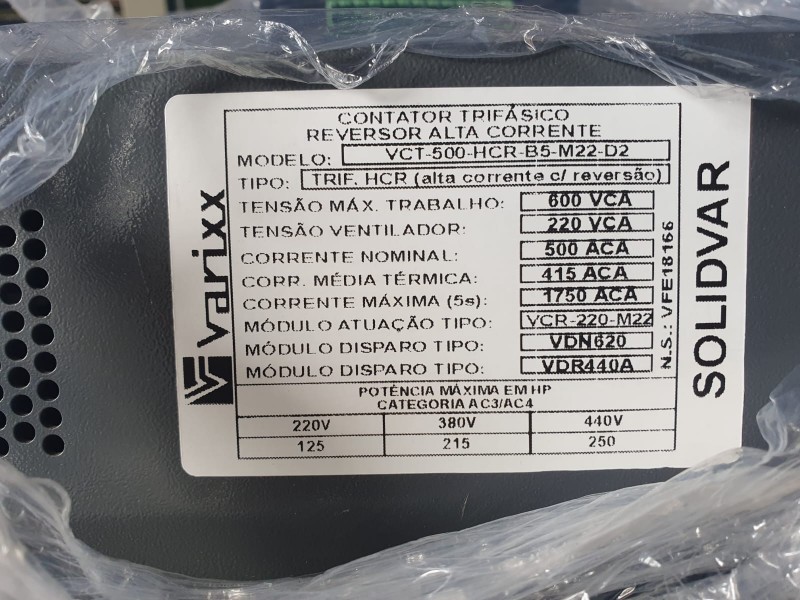 CONTATOR TRIFÁSICO
REVERSOR ALTA CORRENTE
MODELO: VCT-500-HCR-B5-M22-D2
TIPO: TRIF. HCR (alta corrente c/ reversão)
TENSÃO MÁX. TRABALHO: 600 VCA
TENSÃO VENTILADOR: 220 VCA
CORRENTE NOMINAL: 500 ACA
CORR. MÉDIA TÉRMICA: 415 ACA
CORRENTE MÁXIMA (5s): 1750 ACA
MÓDULO ATUAÇÃO TIPO: VCR-220-M22
MÓDULO DISPARO TIPO: VDN620
MÓDULO DISPARO TIPO: VDR440A
POTÊNCIA MÁXIMA EM HP
CATEGORIA AC3/AC4
220V 380V 440V
125 215 250
varixx
N.S.: VFE18166
SOLIDVAR